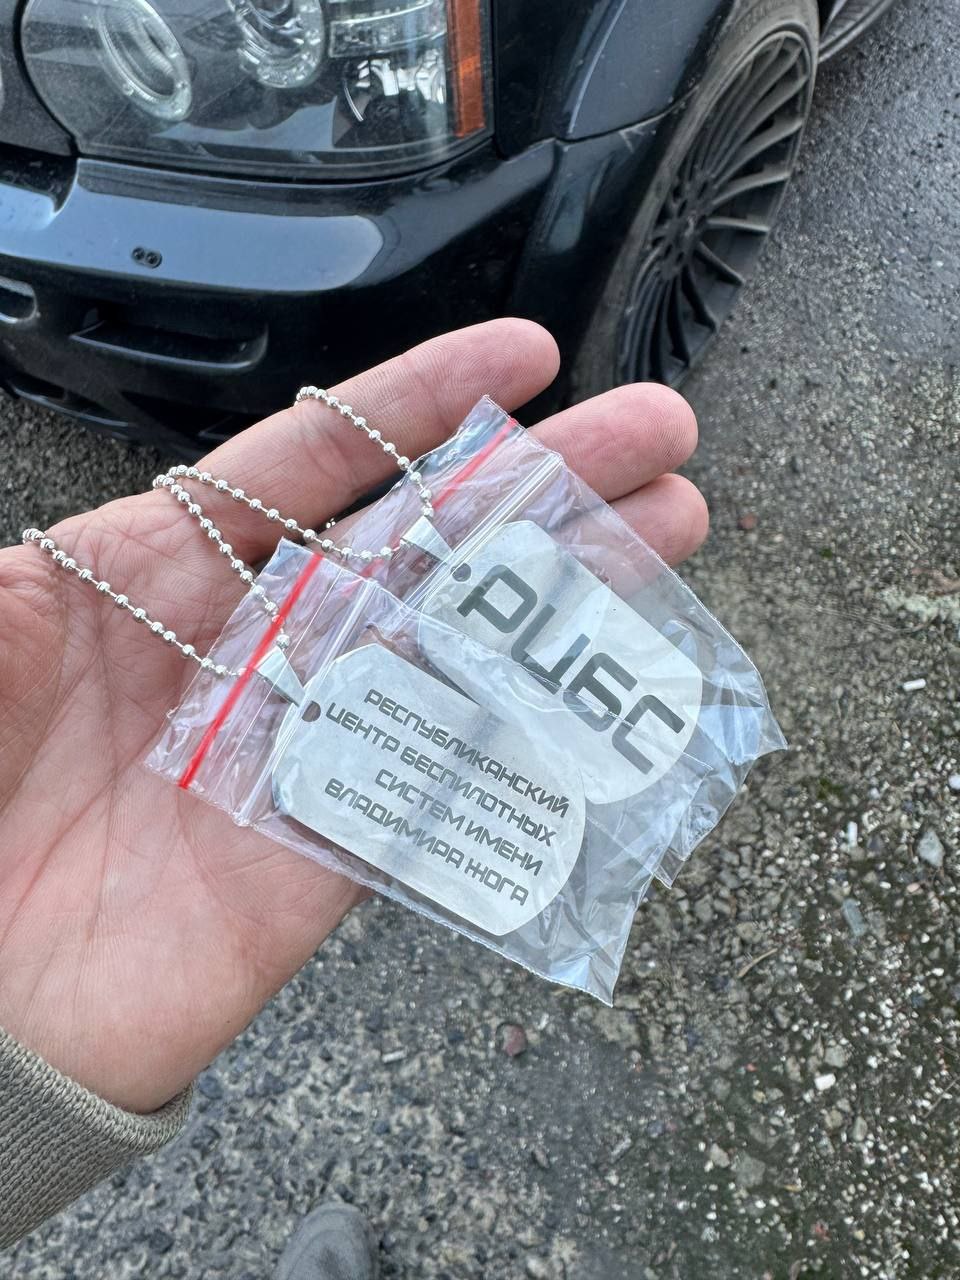 РЦБС
РЕСПУБЛИКАНСКИЙ
ЦЕНТР БЕСПИЛОТНЫХ
СИСТЕМ ИМЕНИ
ВЛАДИМИРА ЖОГА